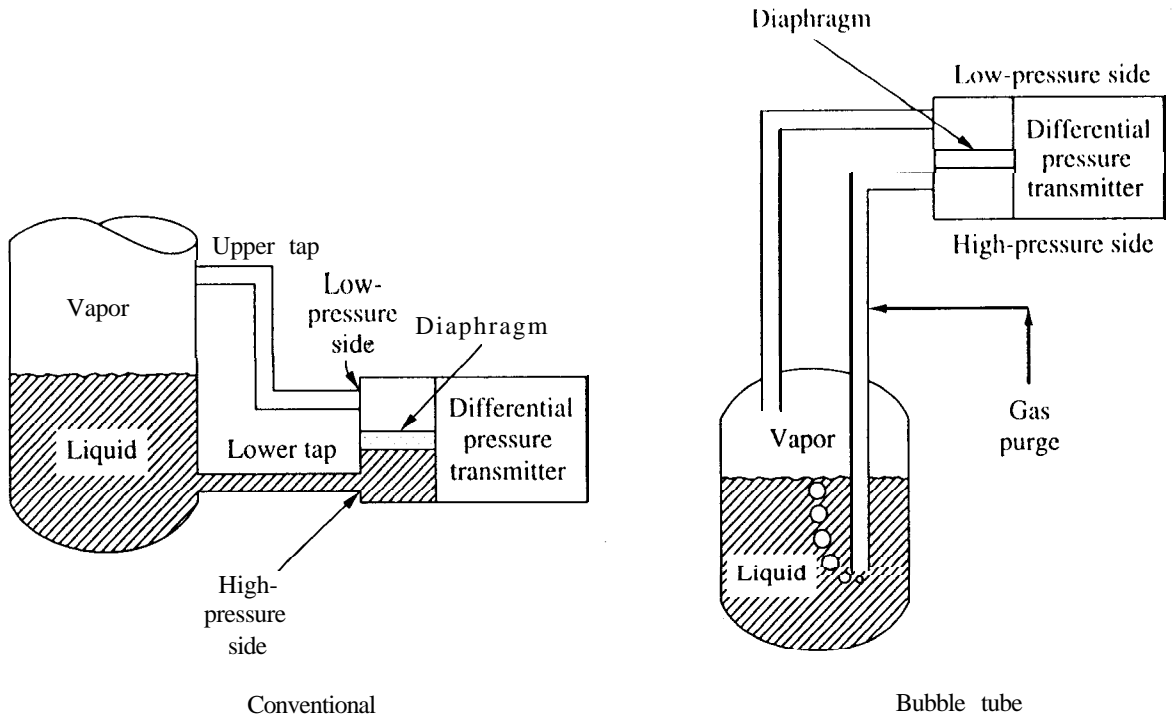 Upper tap
Vapor
Low-
pressure
side
Diaphragm
Liquid
Lower tap
Differential
pressure
transmitter
High-
pressure
side
Conventional
Diaphragm
Low-pressure side
Differential
pressure
transmitter
High-pressure side
Gas
purge
Vapor
Liquid
Bubble tube